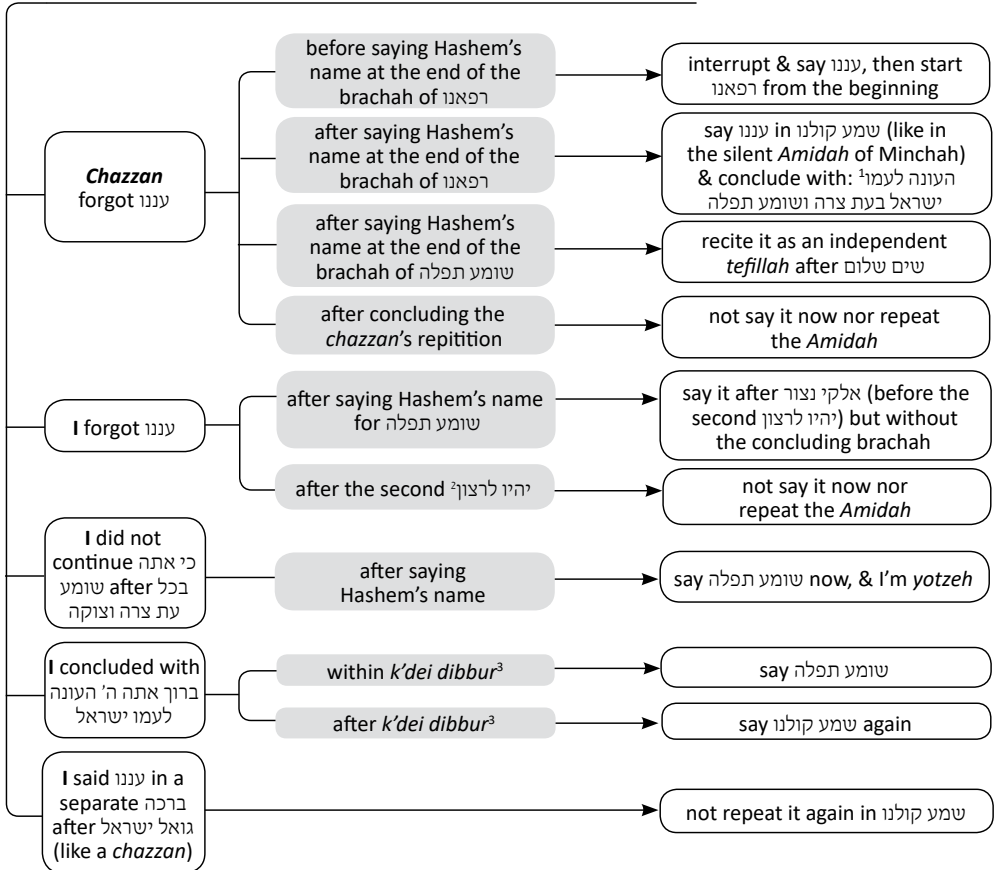 before saying Hashem's
name at the end of the
brachah of רפאנו
interrupt & say עננו, then start
from the beginning רפאנו
Chazzan
forgot עננו
after saying Hashem's
name at the end of the
brachah of רפאנו
say עננו in שמע קולנו (like in
the silent Amidah of Minchah)
& conclude with: ¹העונה לעמו
ישראל בעת צרה ושומע תפלה
after saying Hashem's
name at the end of the
brachah of שומע תפלה
recite it as an independent
tefillah after שים שלום
after concluding the
chazzan's repitition
not say it now nor repeat
the Amidah
I forgot עננו
after saying Hashem's name
for שומע תפלה
say it after אלקי נצור (before the
second יהיו לרצון) but without
the concluding brachah
after the second ²יהיו לרצון
not say it now nor
repeat the Amidah
I did not
continue כי אתה
שומע after בכל
עת צרה וצוקה
after saying
Hashem's name
say שומע תפלה now, & I'm yotzeh
I concluded with
ברוך אתה ה' העונה
לעמו ישראל
within k'dei dibbur³
say שומע תפלה
after k'dei dibbur³
say שמע קולנו again
I said עננו in a
separate ברכה
after גואל ישראל
(like a chazzan)
not repeat it again in שמע קולנו